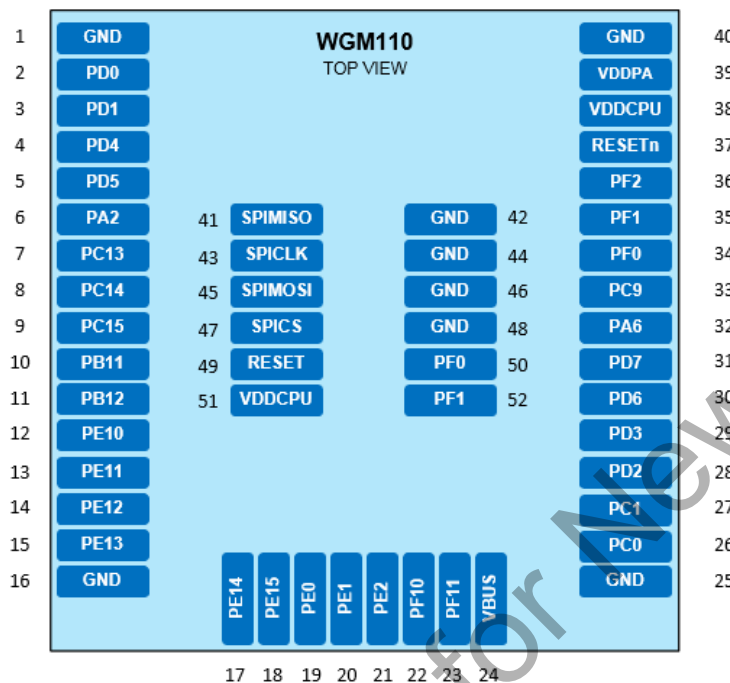 1 GND WGM110 GND 40
2 PD0 TOP VIEW VDDPA 39
3 PD1 VDDCPU 38
4 PD4 RESETn 37
5 PD5 PF2 36
6 PA2 41 SPIMISO GND 42 PF1 35
7 PC13 43 SPICLK GND 44 PF0 34
8 PC14 45 SPIMOSI GND 46 PC9 33
9 PC15 47 SPICS GND 48 PA6 32
10 PB11 49 RESET PF0 50 PD7 31
11 PB12 51 VDDCPU PF1 52 PD6 30
12 PE10 PD3 29
13 PE11 PD2 28
14 PE12 PC1 27
15 PE13 PC0 26
16 GND GND 25
PE14 PE15 PE0 PE1 PE2 PF10 PF11 VBUS
17 18 19 20 21 22 23 24
for New